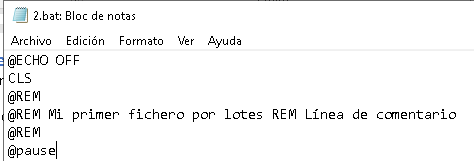 2.bat: Bloc de notas
Archivo Edición Formato Ver Ayuda
@ECHO OFF
CLS
@REM
@REM Mi primer fichero por lotes REM Línea de comentario
@REM
@pause